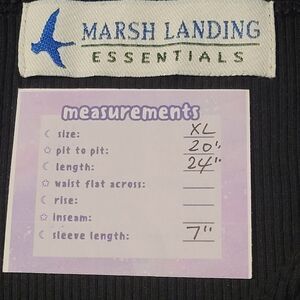 MARSH LANDING
ESSENTIALS
measurements
size: XL
pit to pit: 20"
length: 24"
waist flat across:
rise:
inseam:
sleeve length: 7"